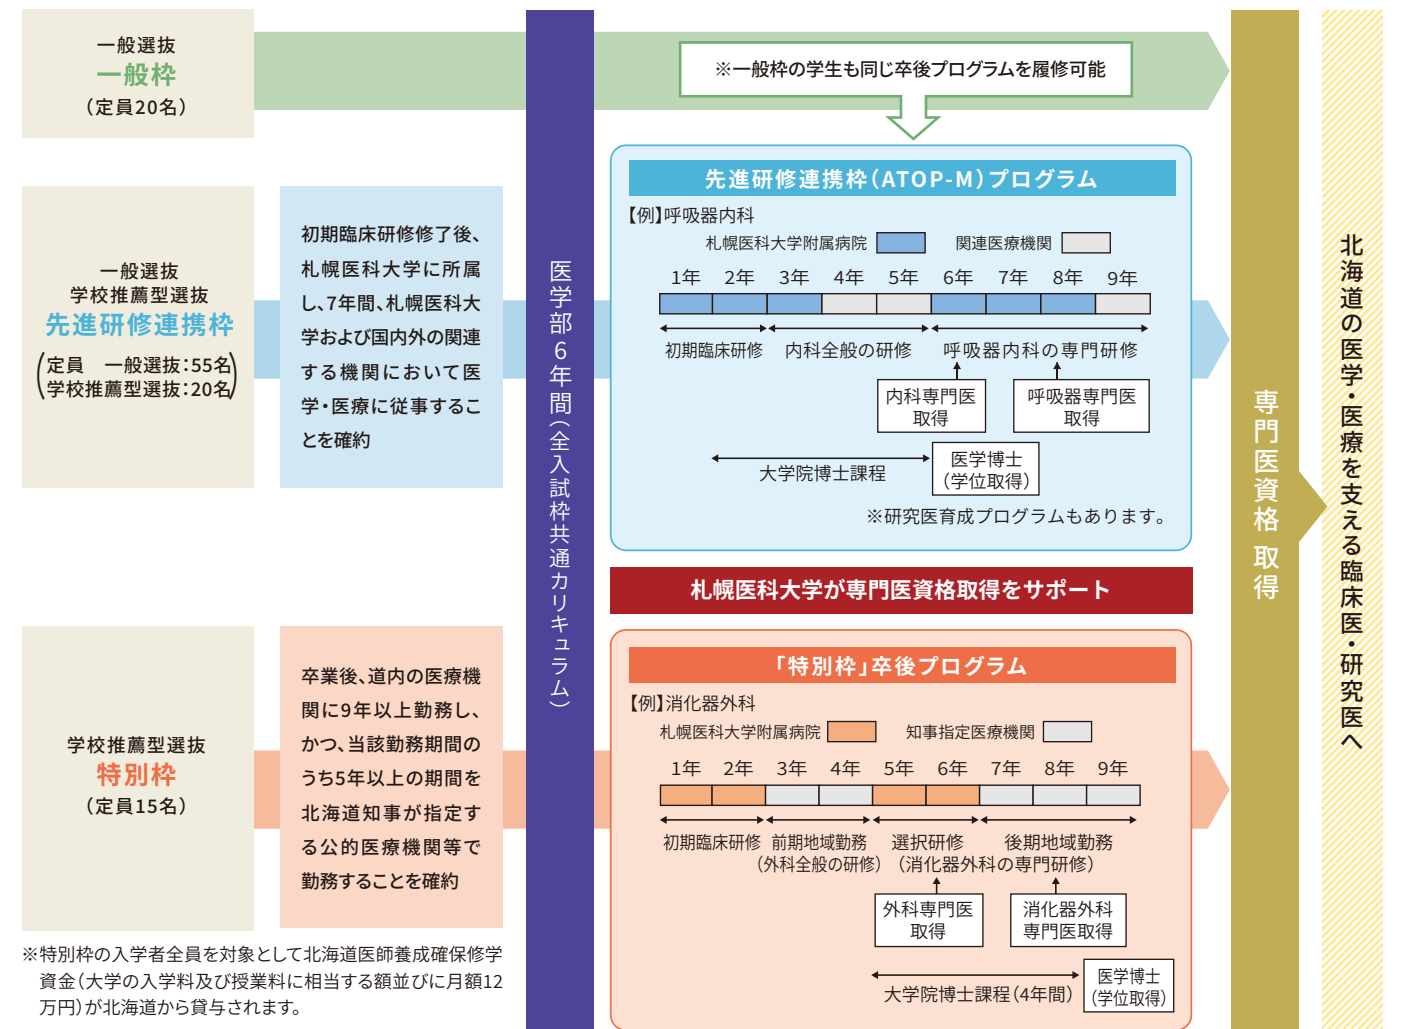 一般選抜
一般枠
（定員20名）
※一般枠の学生も同じ卒後プログラムを履修可能
一般選抜
学校推薦型選抜
先進研修連携枠
定員　一般選抜：55名
学校推薦型選抜：20名
初期臨床研修修了後、
札幌医科大学に所属
し、7年間、札幌医科大
学および国内外の関連
する機関において医
学・医療に従事するこ
とを確約
医学部6年間（全入試枠共通カリキュラム）
先進研修連携枠（ATOP-M）プログラム
【例】呼吸器内科
札幌医科大学附属病院
関連医療機関
1年 2年 3年 4年 5年 6年 7年 8年 9年
初期臨床研修 内科全般の研修 呼吸器内科の専門研修
内科専門医
取得
呼吸器専門医
取得
大学院博士課程
医学博士
（学位取得）
※研究医育成プログラムもあります。
札幌医科大学が専門医資格取得をサポート
学校推薦型選抜
特別枠
（定員15名）
卒業後、道内の医療機
関に9年以上勤務し、
かつ、当該勤務期間の
うち5年以上の期間を
北海道知事が指定す
る公的医療機関等で
勤務することを確約
「特別枠」卒後プログラム
【例】消化器外科
札幌医科大学附属病院
知事指定医療機関
1年 2年 3年 4年 5年 6年 7年 8年 9年
初期臨床研修 前期地域勤務 選択研修 後期地域勤務
（外科全般の研修）（消化器外科の専門研修）
外科専門医
取得
消化器外科
専門医取得
大学院博士課程（4年間）
医学博士
（学位取得）
※特別枠の入学者全員を対象として北海道医師養成確保修学
資金（大学の入学料及び授業料に相当する額並びに月額12
万円）が北海道から貸与されます。
専門医資格 取得
北海道の医学・医療を支える臨床医・研究医へ